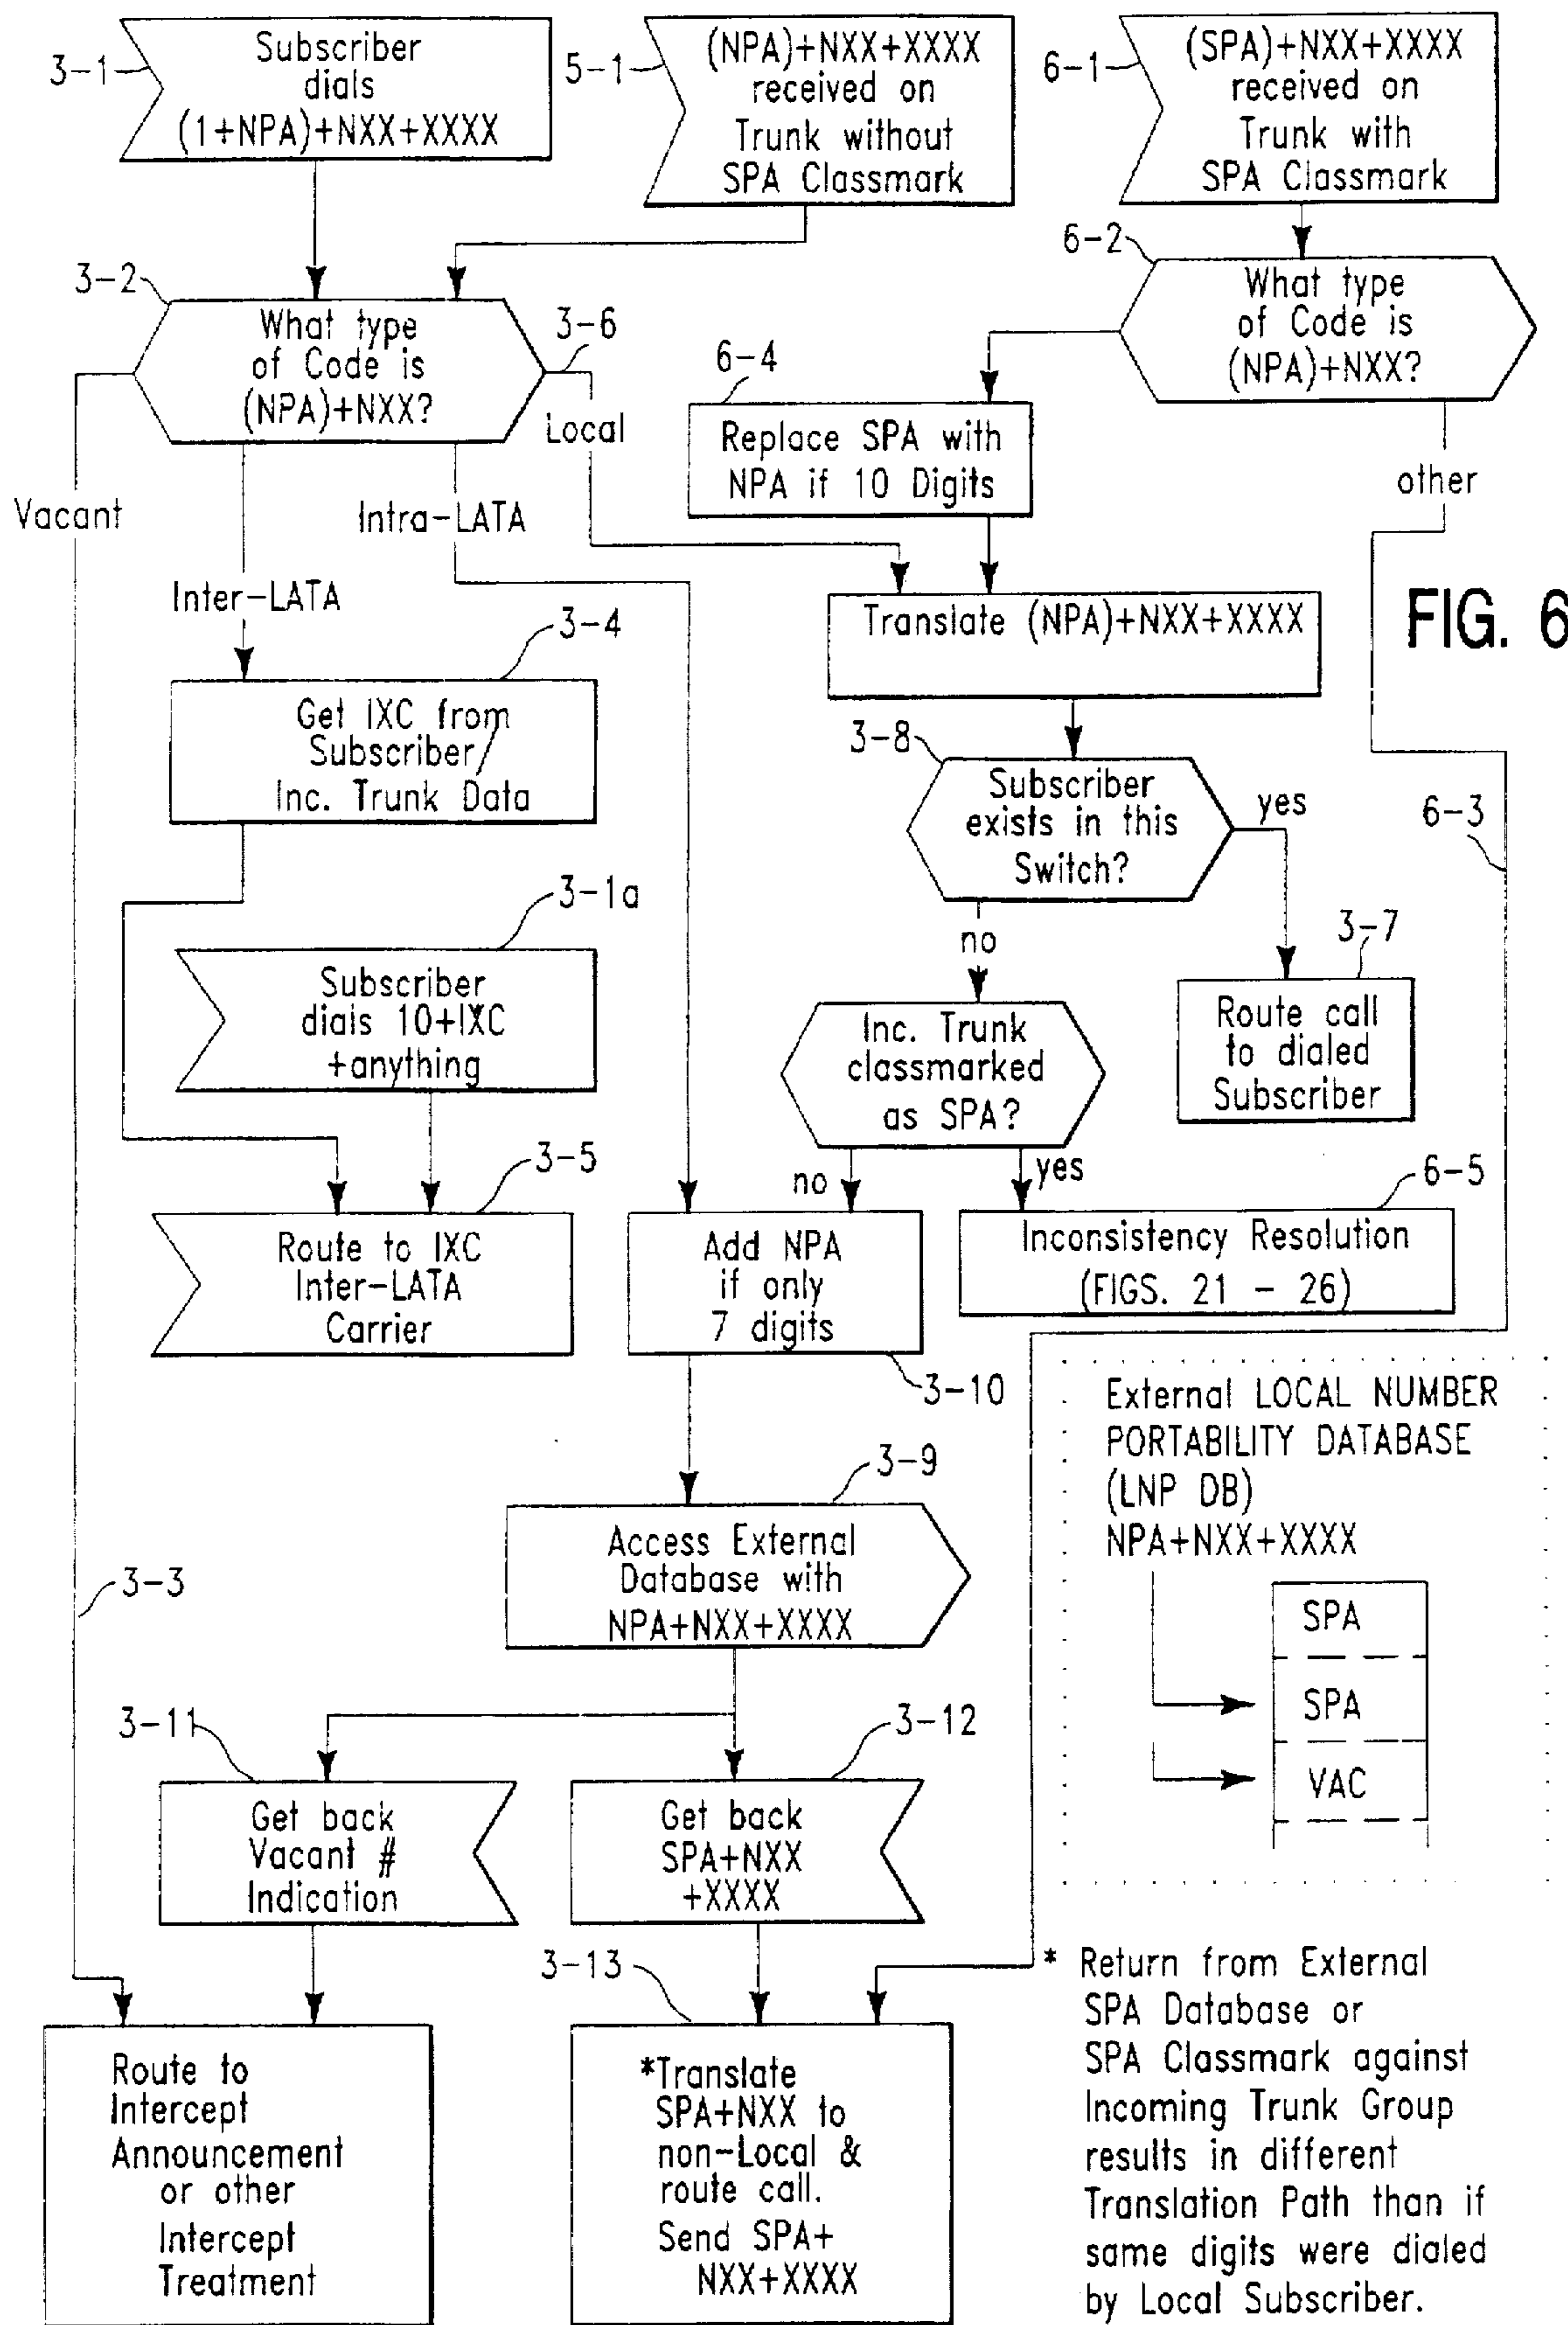 3-1
Subscriber
dials
(1+NPA)+NXX+XXXX
5-1
(NPA)+NXX+XXXX
received on
Trunk without
SPA Classmark
6-1
(SPA)+NXX+XXXX
received on
Trunk with
SPA Classmark
3-2
What type
of Code is
(NPA)+NXX?
3-6
Local
6-2
What type
of Code is
(NPA)+NXX?
6-4
Replace SPA with
NPA if 10 Digits
other
Vacant
Intra-LATA
Inter-LATA
Translate (NPA)+NXX+XXXX
FIG. 6
3-4
Get IXC from
Subscriber/
Inc. Trunk Data
3-8
Subscriber
exists in this
Switch?
yes
6-3
no
3-1a
Subscriber
dials 10+IXC
+anything
3-7
Route call
to dialed
Subscriber
Inc. Trunk
classmarked
as SPA?
no
yes
3-5
Route to IXC
Inter-LATA
Carrier
Add NPA
if only
7 digits
3-10
6-5
Inconsistency Resolution
(FIGS. 21 - 26)
3-9
Access External
Database with
NPA+NXX+XXXX
3-3
External LOCAL NUMBER
PORTABILITY DATABASE
(LNP DB)
NPA+NXX+XXXX
SPA
SPA
VAC
3-11
Get back
Vacant #
Indication
3-12
Get back
SPA+NXX
+XXXX
3-13
Route to
Intercept
Announcement
or other
Intercept
Treatment
*Translate
SPA+NXX to
non-Local &
route call.
Send SPA+
NXX+XXXX
* Return from External
SPA Database or
SPA Classmark against
Incoming Trunk Group
results in different
Translation Path than if
same digits were dialed
by Local Subscriber.